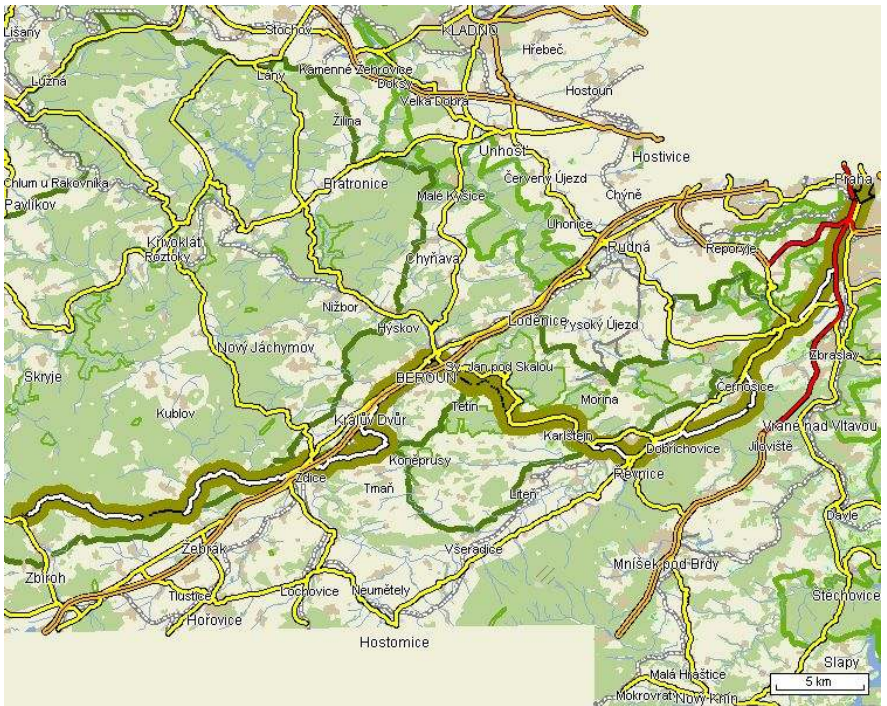 Lišany
Stochov
KLADNO
Hřebeč
Lužná
Lány
Kamenné Žehrovice
Doksy
Velká Dobrá
Hostouň
Žilina
Unhošť
Hostivice
Chlum u Rakovníka
Pavlíkov
Bratronice
Malé Kyšice
Červený Újezd
Chýně
Praha
Křivoklát
Roztoky
Chyňava
Úhonice
Rudná
Řeporyje
Nižbor
Hýskov
Loděnice
Vysoký Újezd
Nový Jáchymov
Zbraslav
BEROUN
Sv. Jan pod Skalou
Skryje
Kublov
Tetín
Mořina
Černošice
Králův Dvůr
Karlštejn
Dobřichovice
Vrané nad Vltavou
Jíloviště
Koněprusy
Řevnice
Zdice
Tmaň
Liteň
Davle
Žebrák
Všeradice
Zbiroh
Mníšek pod Brdy
Tlustice
Lochovice
Neumětely
Štěchovice
Hořovice
Hostomice
Slapy
Malá Hraštice
5 km
Mokrovraty
Nový Knín